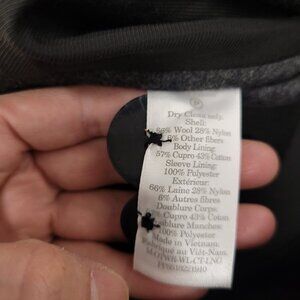 Dry Clean only.
Shell:
66% Wool 28% Nylon
6% Other fibers
Body Lining:
57% Cupro 43% Cotton
Sleeve Lining:
100% Polyester
Extérieur:
66% Laine 28% Nylon
6% Autres fibres
Doublure Corps:
57% Cupro 43% Coton
Doublure Manches:
100% Polyester
Made in Vietnam.
Fabriqué au Viêt-Nam.